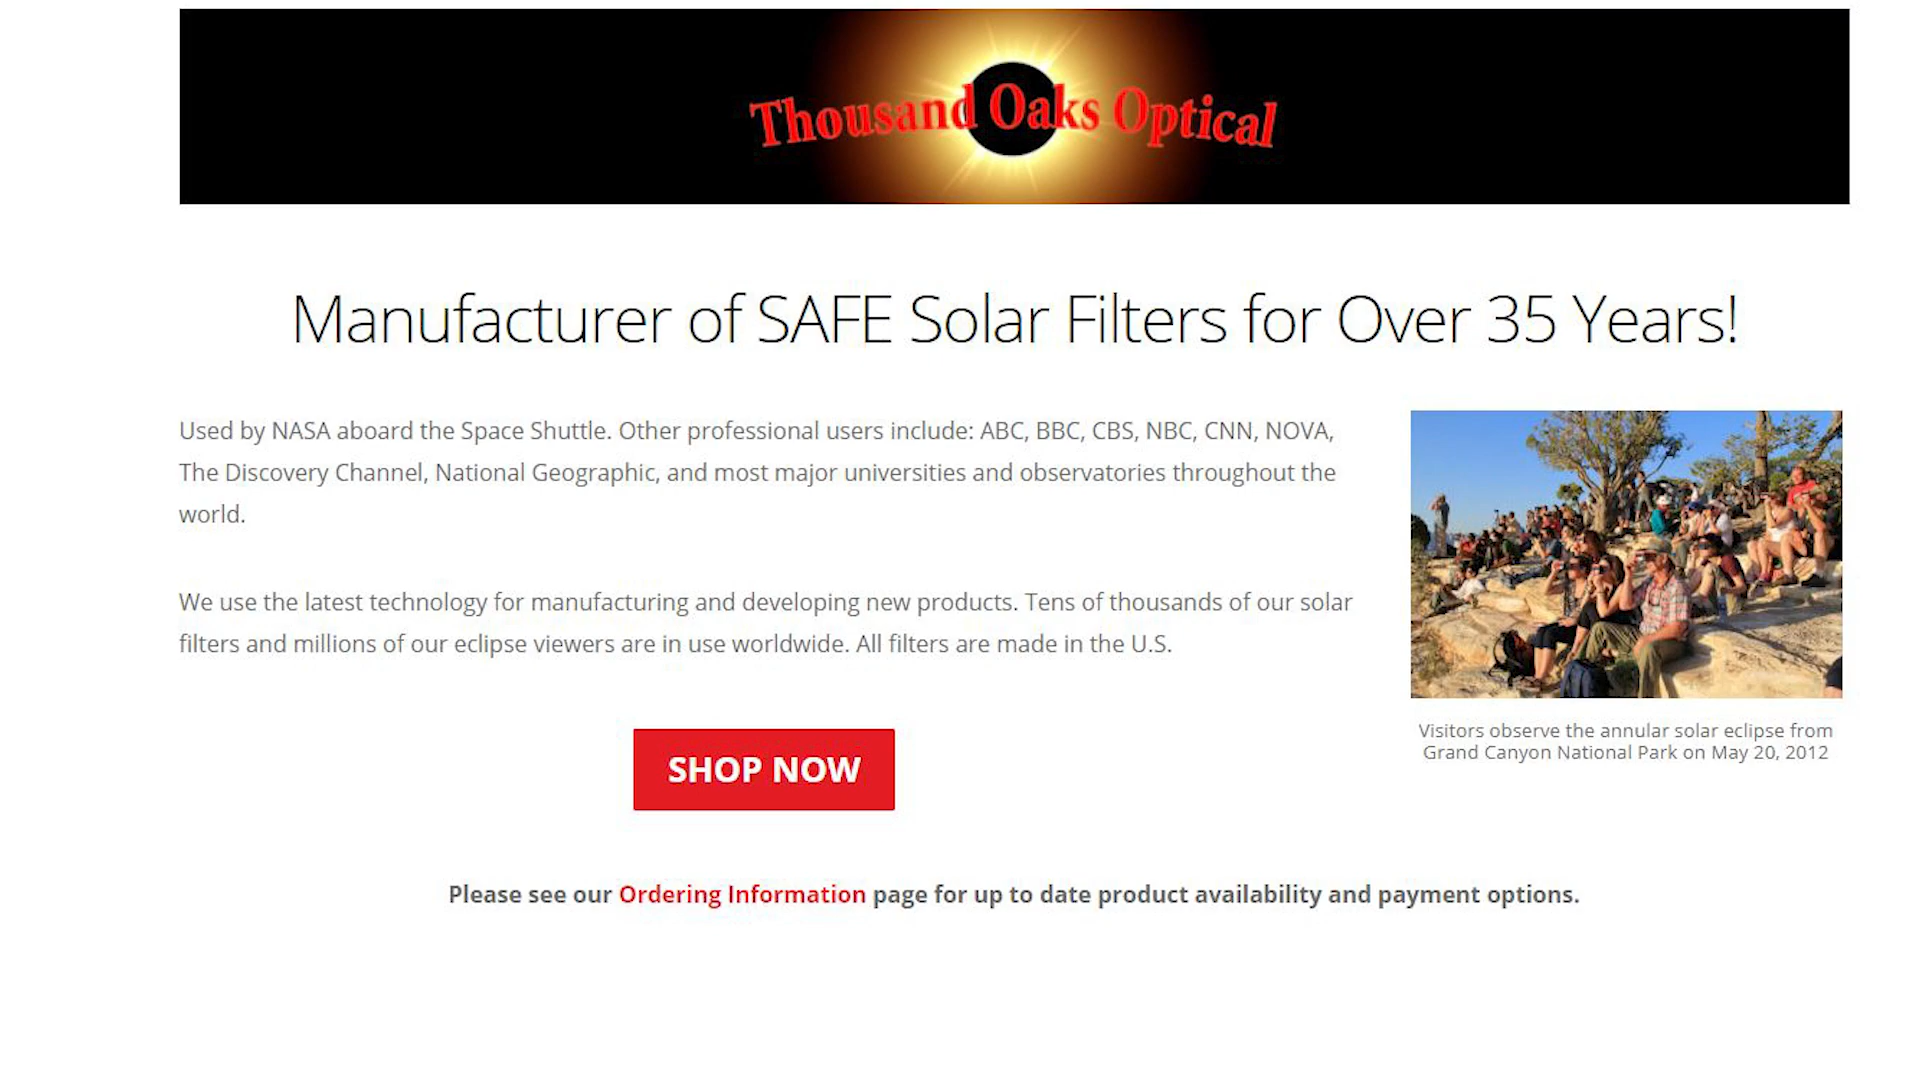 Thousand Oaks Optical
Manufacturer of SAFE Solar Filters for Over 35 Years!
Used by NASA aboard the Space Shuttle. Other professional users include: ABC, BBC, CBS, NBC, CNN, NOVA,
The Discovery Channel, National Geographic, and most major universities and observatories throughout the
world.
We use the latest technology for manufacturing and developing new products. Tens of thousands of our solar
filters and millions of our eclipse viewers are in use worldwide. All filters are made in the U.S.
Visitors observe the annular solar eclipse from
Grand Canyon National Park on May 20, 2012
SHOP NOW
Please see our Ordering Information page for up to date product availability and payment options.